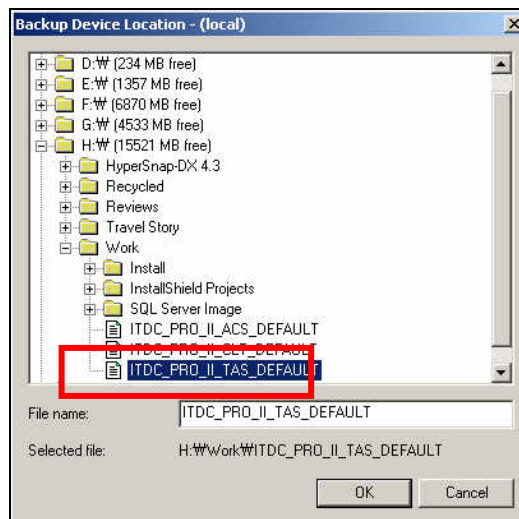 Backup Device Location - (local)
D:₩ (234 MB free)
E:₩ (1357 MB free)
F:₩ (6870 MB free)
G:₩ (4533 MB free)
H:₩ (15521 MB free)
HyperSnap-DX 4.3
Recycled
Reviews
Travel Story
Work
Install
InstallShield Projects
SQL Server Image
ITDC_PRO_II_ACS_DEFAULT
ITDC_PRO_II_CLT_DEFAULT
ITDC_PRO_II_TAS_DEFAULT
File name: ITDC_PRO_II_TAS_DEFAULT
Selected file: H:₩Work₩ITDC_PRO_II_TAS_DEFAULT
OK Cancel